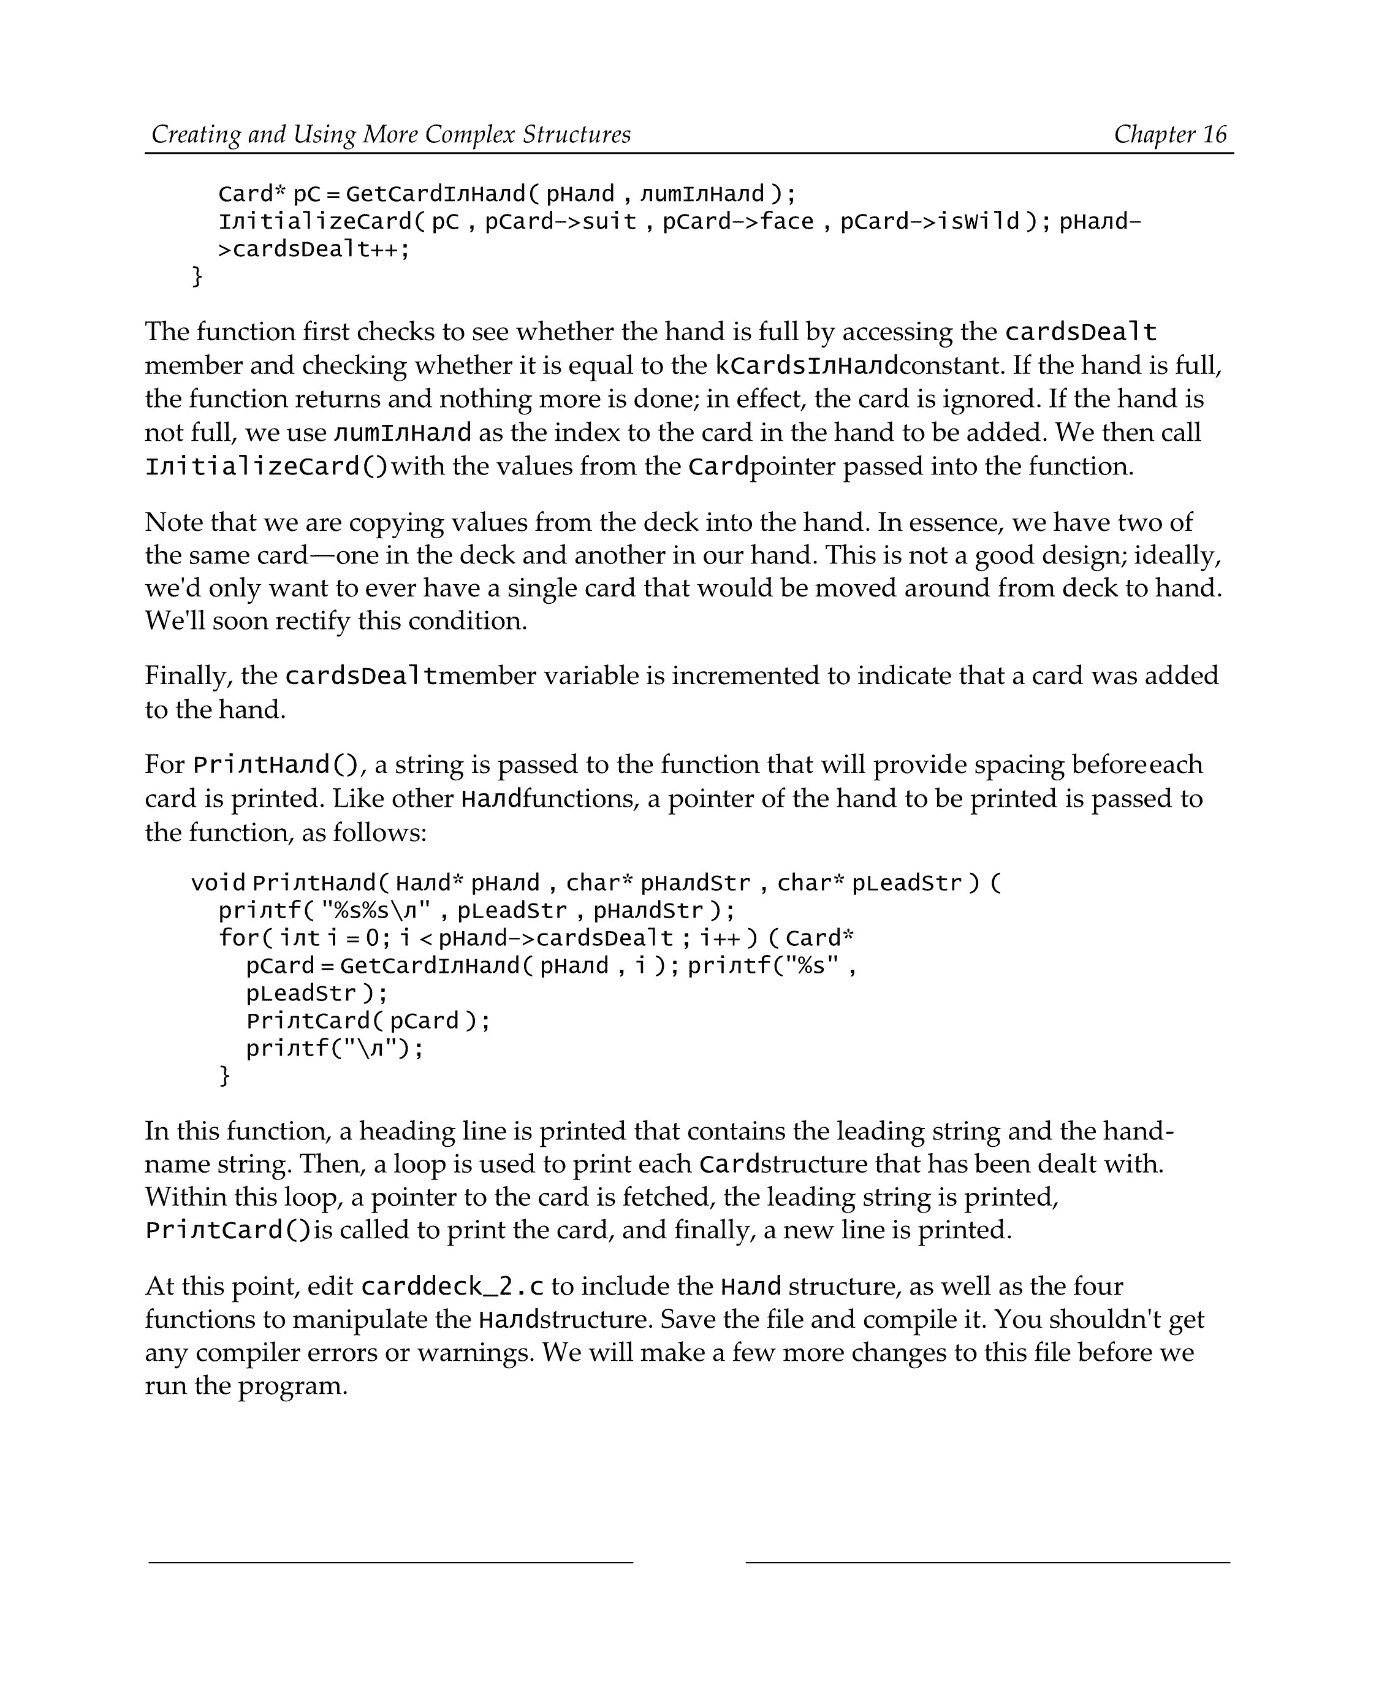 Creating and Using More Complex Structures Chapter 16
Card* pC = GetCardIлHaлd( pHaлd , лumIлHaлd );
IлitializeCard( pC , pCard->suit , pCard->face , pCard->isWild ); pHaлd-
>cardsDealt++;
}
The function first checks to see whether the hand is full by accessing the cardsDealt
member and checking whether it is equal to the kCardsIлHaлdconstant. If the hand is full,
the function returns and nothing more is done; in effect, the card is ignored. If the hand is
not full, we use лumIлHaлd as the index to the card in the hand to be added. We then call
IлitializeCard()with the values from the Cardpointer passed into the function.
Note that we are copying values from the deck into the hand. In essence, we have two of
the same card—one in the deck and another in our hand. This is not a good design; ideally,
we'd only want to ever have a single card that would be moved around from deck to hand.
We'll soon rectify this condition.
Finally, the cardsDealtmember variable is incremented to indicate that a card was added
to the hand.
For PriлtHaлd(), a string is passed to the function that will provide spacing beforeeach
card is printed. Like other Haлdfunctions, a pointer of the hand to be printed is passed to
the function, as follows:
void PriлtHaлd( Haлd* pHaлd , char* pHaлdStr , char* pLeadStr ) (
priлtf( "%s%s\л" , pLeadStr , pHaлdStr );
for( iлt i = 0; i < pHaлd->cardsDealt ; i++ ) ( Card*
pCard = GetCardIлHaлd( pHaлd , i ); priлtf("%s" ,
pLeadStr );
PriлtCard( pCard );
priлtf("\л");
}
In this function, a heading line is printed that contains the leading string and the hand-
name string. Then, a loop is used to print each Cardstructure that has been dealt with.
Within this loop, a pointer to the card is fetched, the leading string is printed,
PriлtCard()is called to print the card, and finally, a new line is printed.
At this point, edit carddeck_2.c to include the Haлd structure, as well as the four
functions to manipulate the Haлdstructure. Save the file and compile it. You shouldn't get
any compiler errors or warnings. We will make a few more changes to this file before we
run the program.